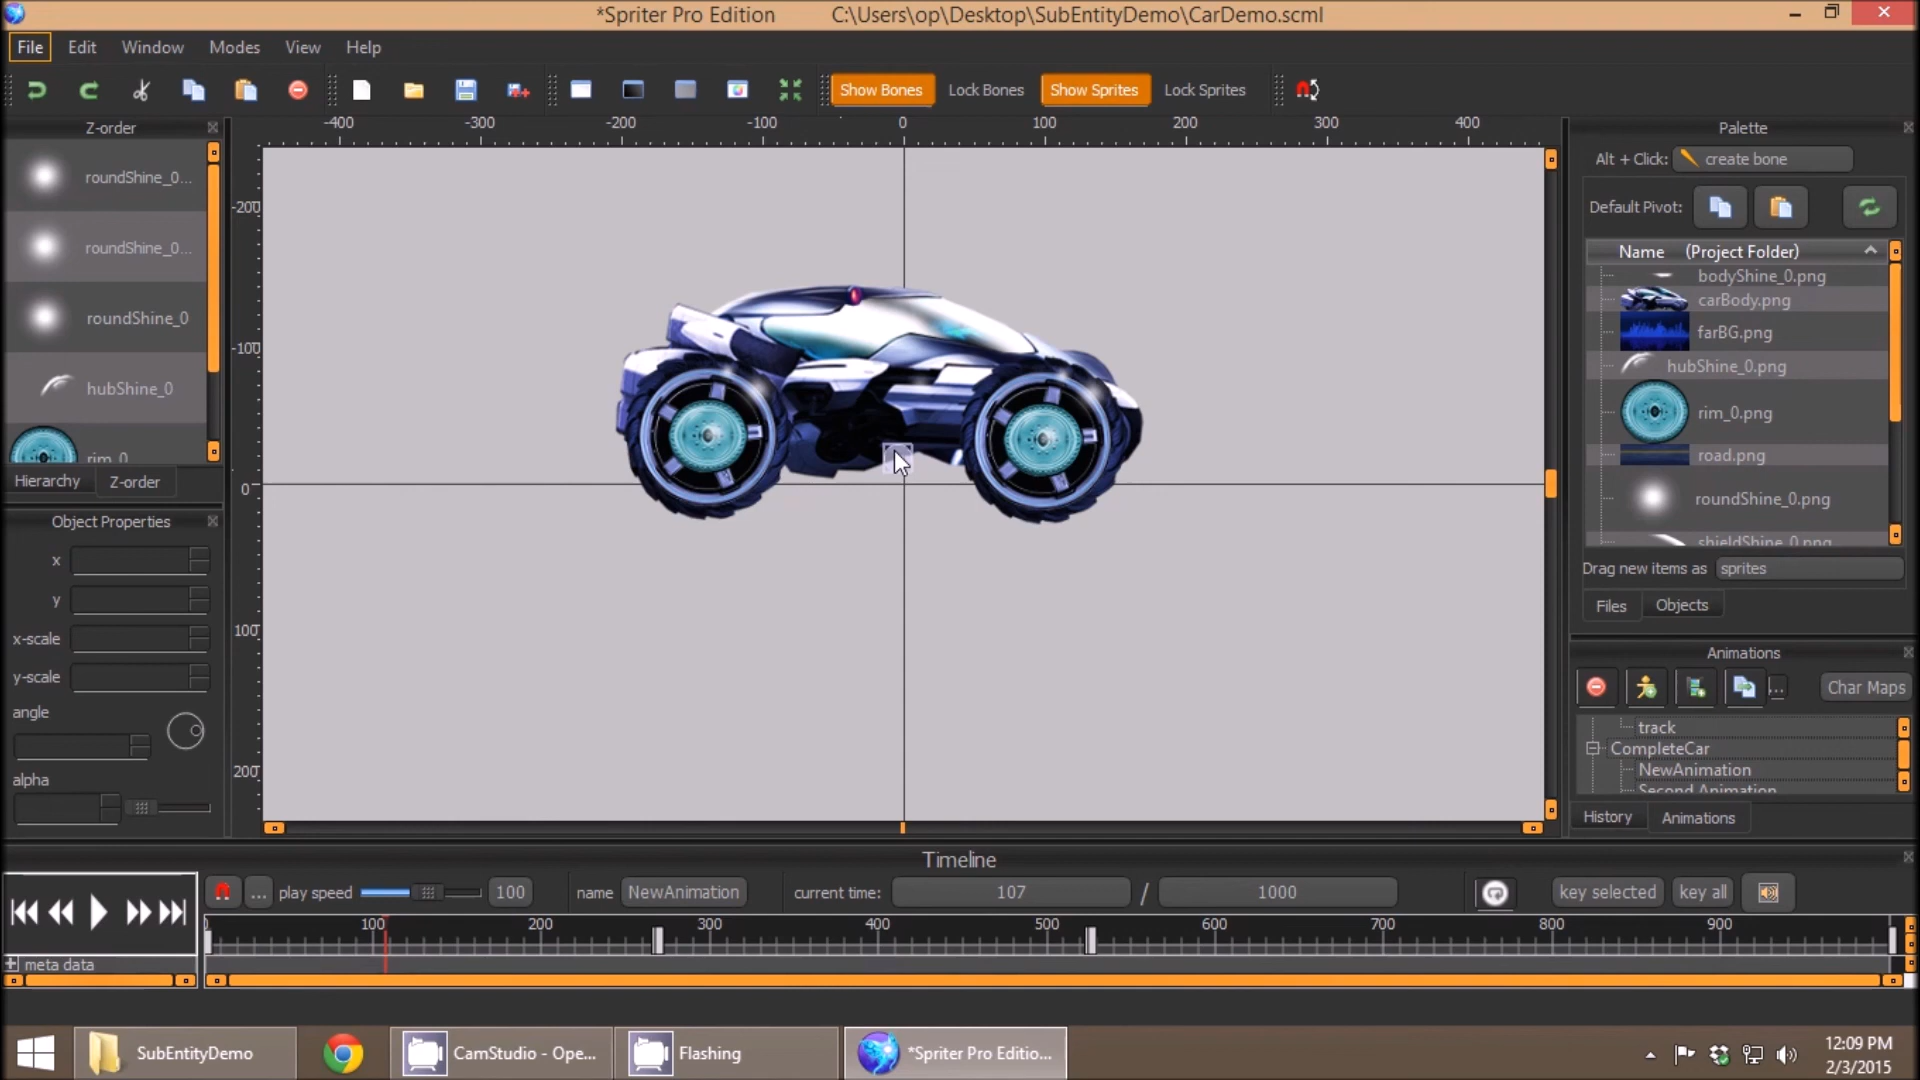 *Spriter Pro Edition C:\Users\op\Desktop\SubEntityDemo\CarDemo.scml
File Edit Window Modes View Help
Show Bones Lock Bones Show Sprites Lock Sprites
Z-order
roundShine_0...
roundShine_0...
roundShine_0
hubShine_0
rim_0
Hierarchy Z-order
Object Properties
x
y
x-scale
y-scale
angle
alpha
-400 -300 -200 -100 0 100 200 300 400
-200
-100
0
100
200
Palette
Alt + Click: create bone
Default Pivot:
Name (Project Folder)
bodyShine_0.png
carBody.png
farBG.png
hubShine_0.png
rim_0.png
road.png
roundShine_0.png
shieldShine_0.png
Drag new items as sprites
Files Objects
Animations
... Char Maps
track
CompleteCar
NewAnimation
Second Animation
History Animations
Timeline
... play speed 100 name NewAnimation current time: 107 / 1000 key selected key all
0 100 200 300 400 500 600 700 800 900
meta data
SubEntityDemo CamStudio - Ope... Flashing *Spriter Pro Editio...
12:09 PM
2/3/2015